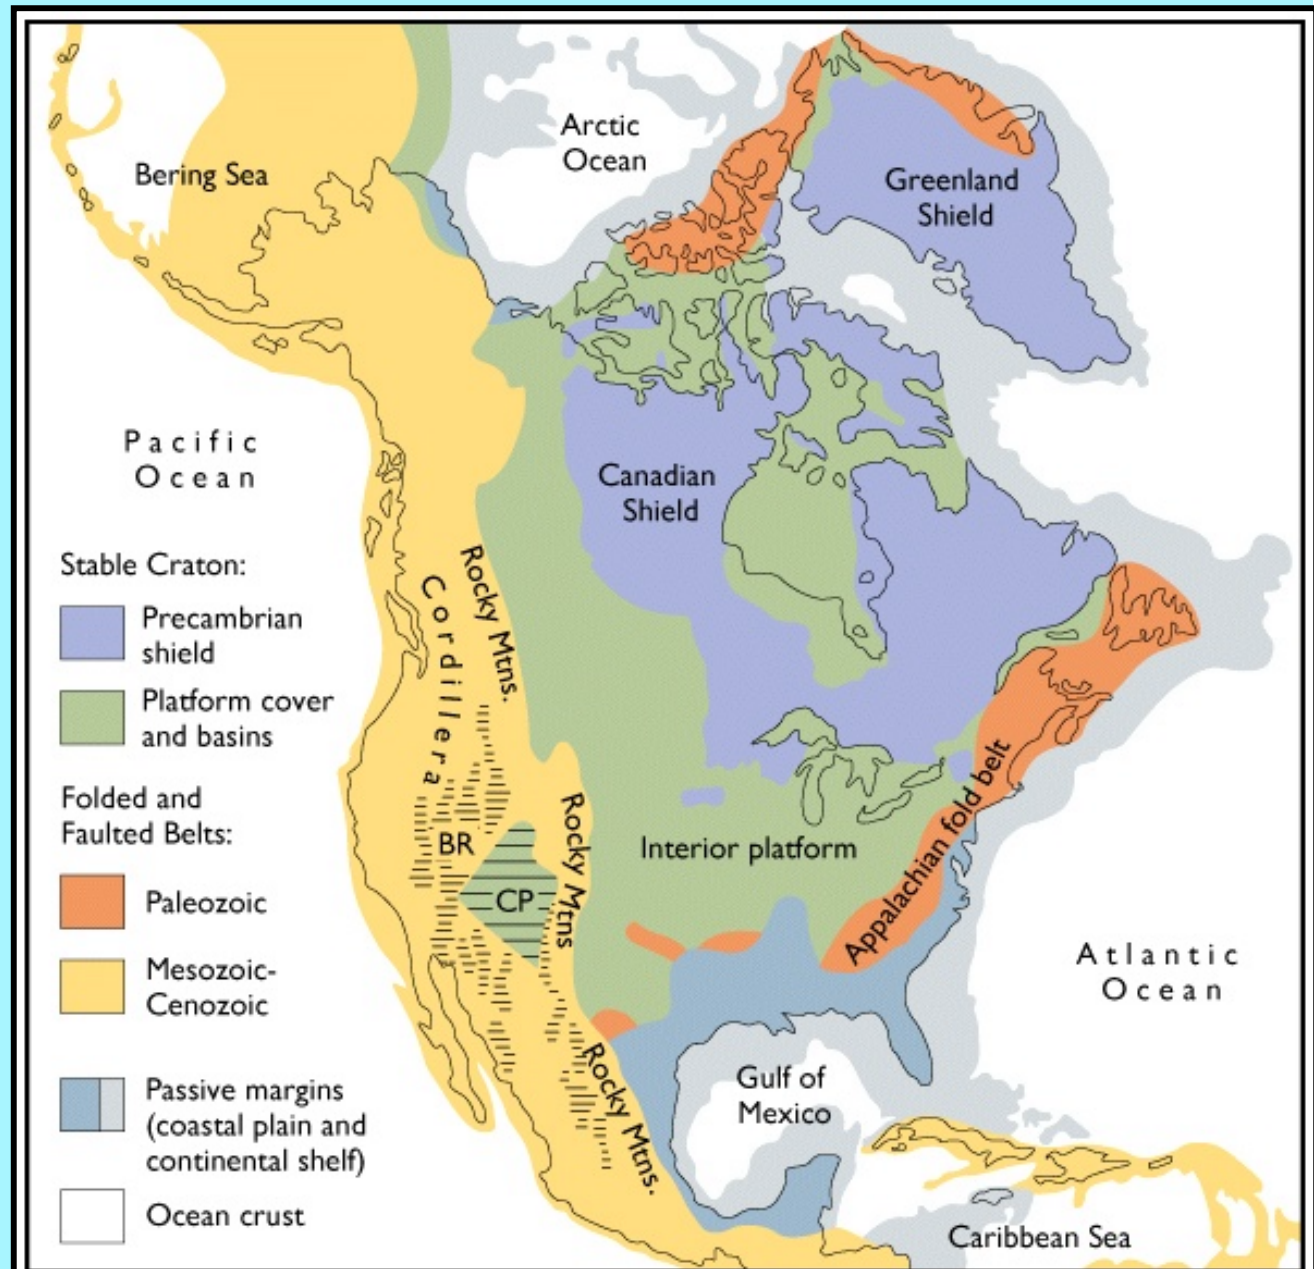 Arctic
Ocean
Bering Sea
Greenland
Shield
Pacific
Ocean
Canadian
Shield
Rocky Mtns.
Cordillera
Stable Craton:
Precambrian
shield
Platform cover
and basins
Folded and
Faulted Belts:
Paleozoic
Mesozoic-
Cenozoic
Passive margins
(coastal plain and
continental shelf)
Ocean crust
BR
CP
Rocky Mtns
Interior platform
Appalachian fold belt
Atlantic
Ocean
Rocky Mtns.
Gulf of
Mexico
Caribbean Sea